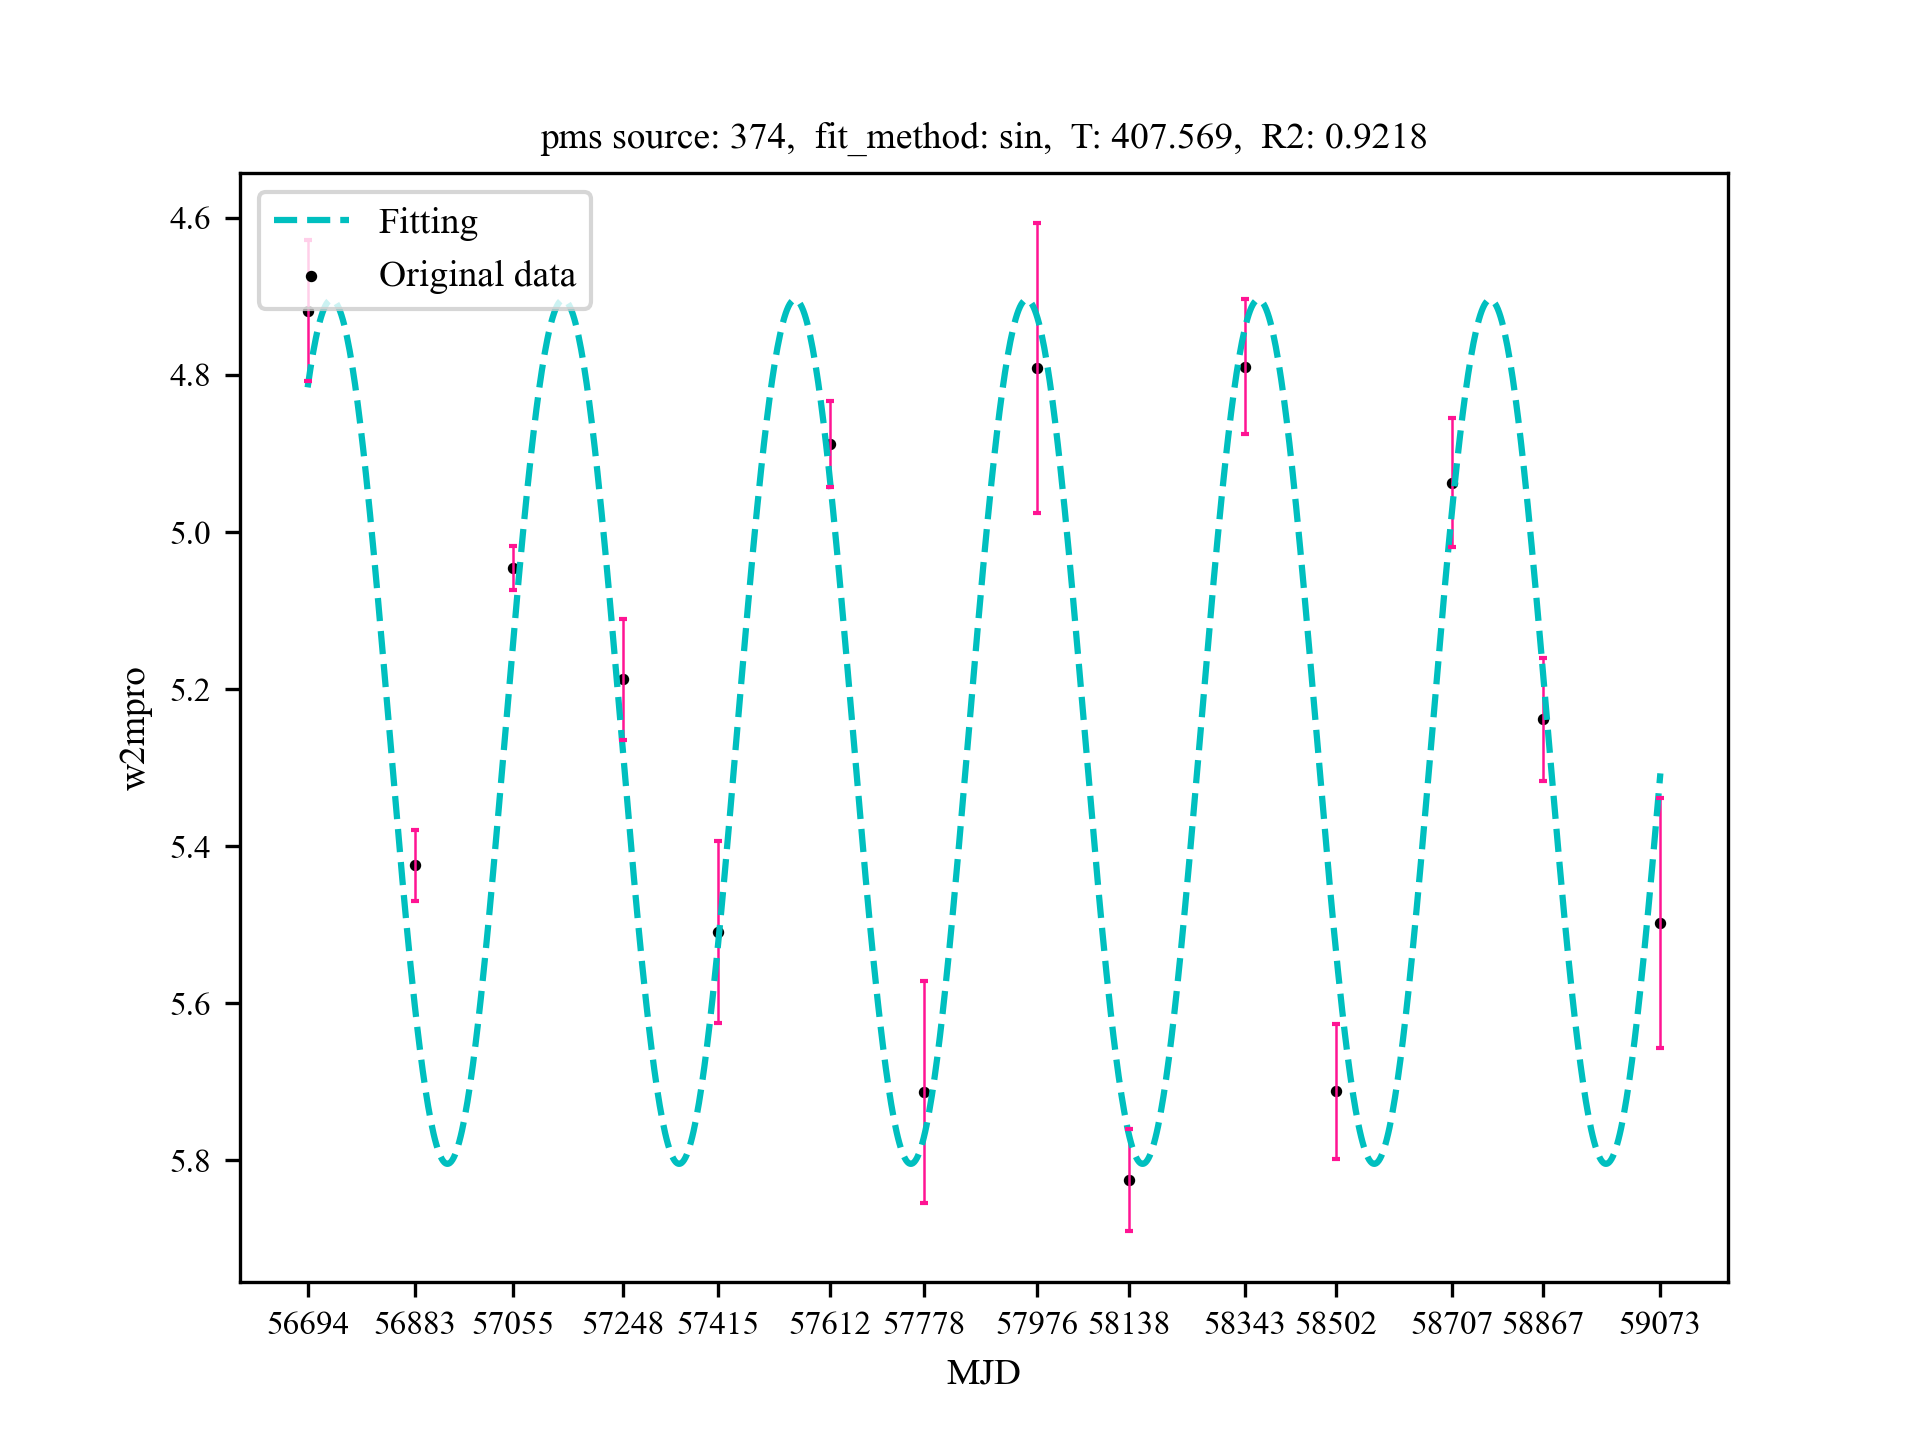 pms source: 374,  fit_method: sin,  T: 407.569,  R2: 0.9218
Fitting
Original data
4.6
4.8
5.0
5.2
5.4
5.6
5.8
w2mpro
56694 56883 57055 57248 57415 57612 57778 57976 58138 58343 58502 58707 58867 59073
MJD